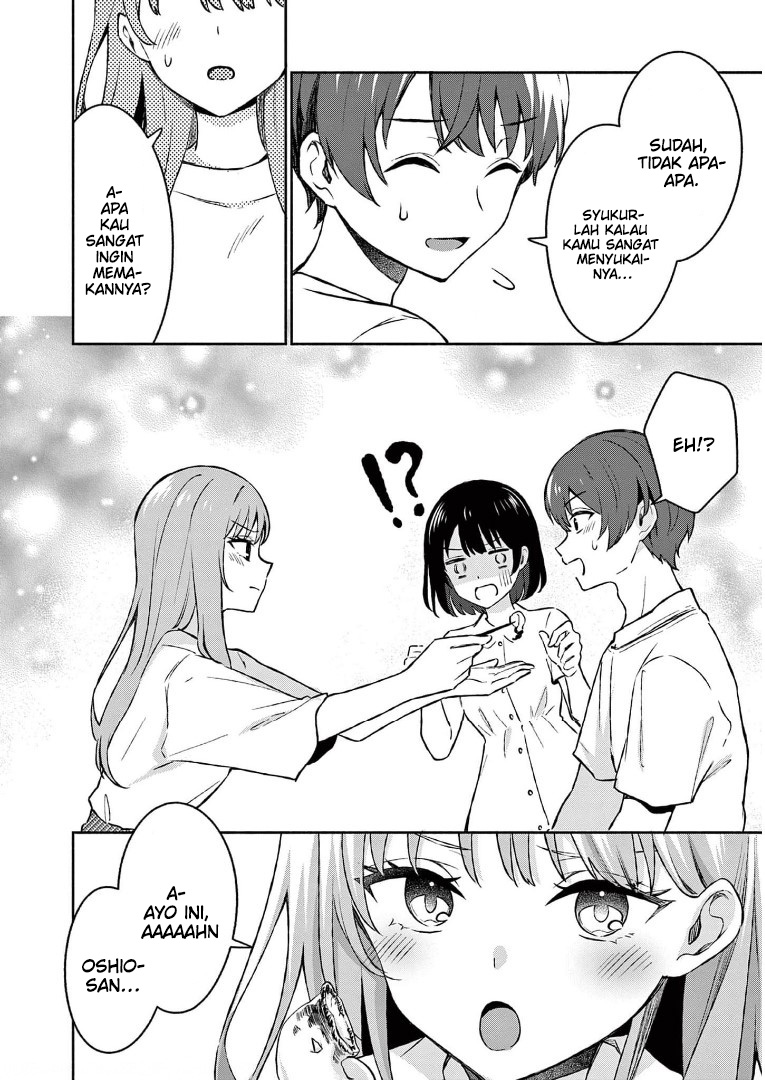 SUDAH,
TIDAK APA-
APA.
SYUKUR-
LAH KALAU
KAMU SANGAT
MENYUKAI-
NYA...
A-
APA
KAU
SANGAT
INGIN
MEMA-
KANNYA?
EH!?
!?
A-
AYO INI,
AAAAAHN
OSHIO-
SAN...